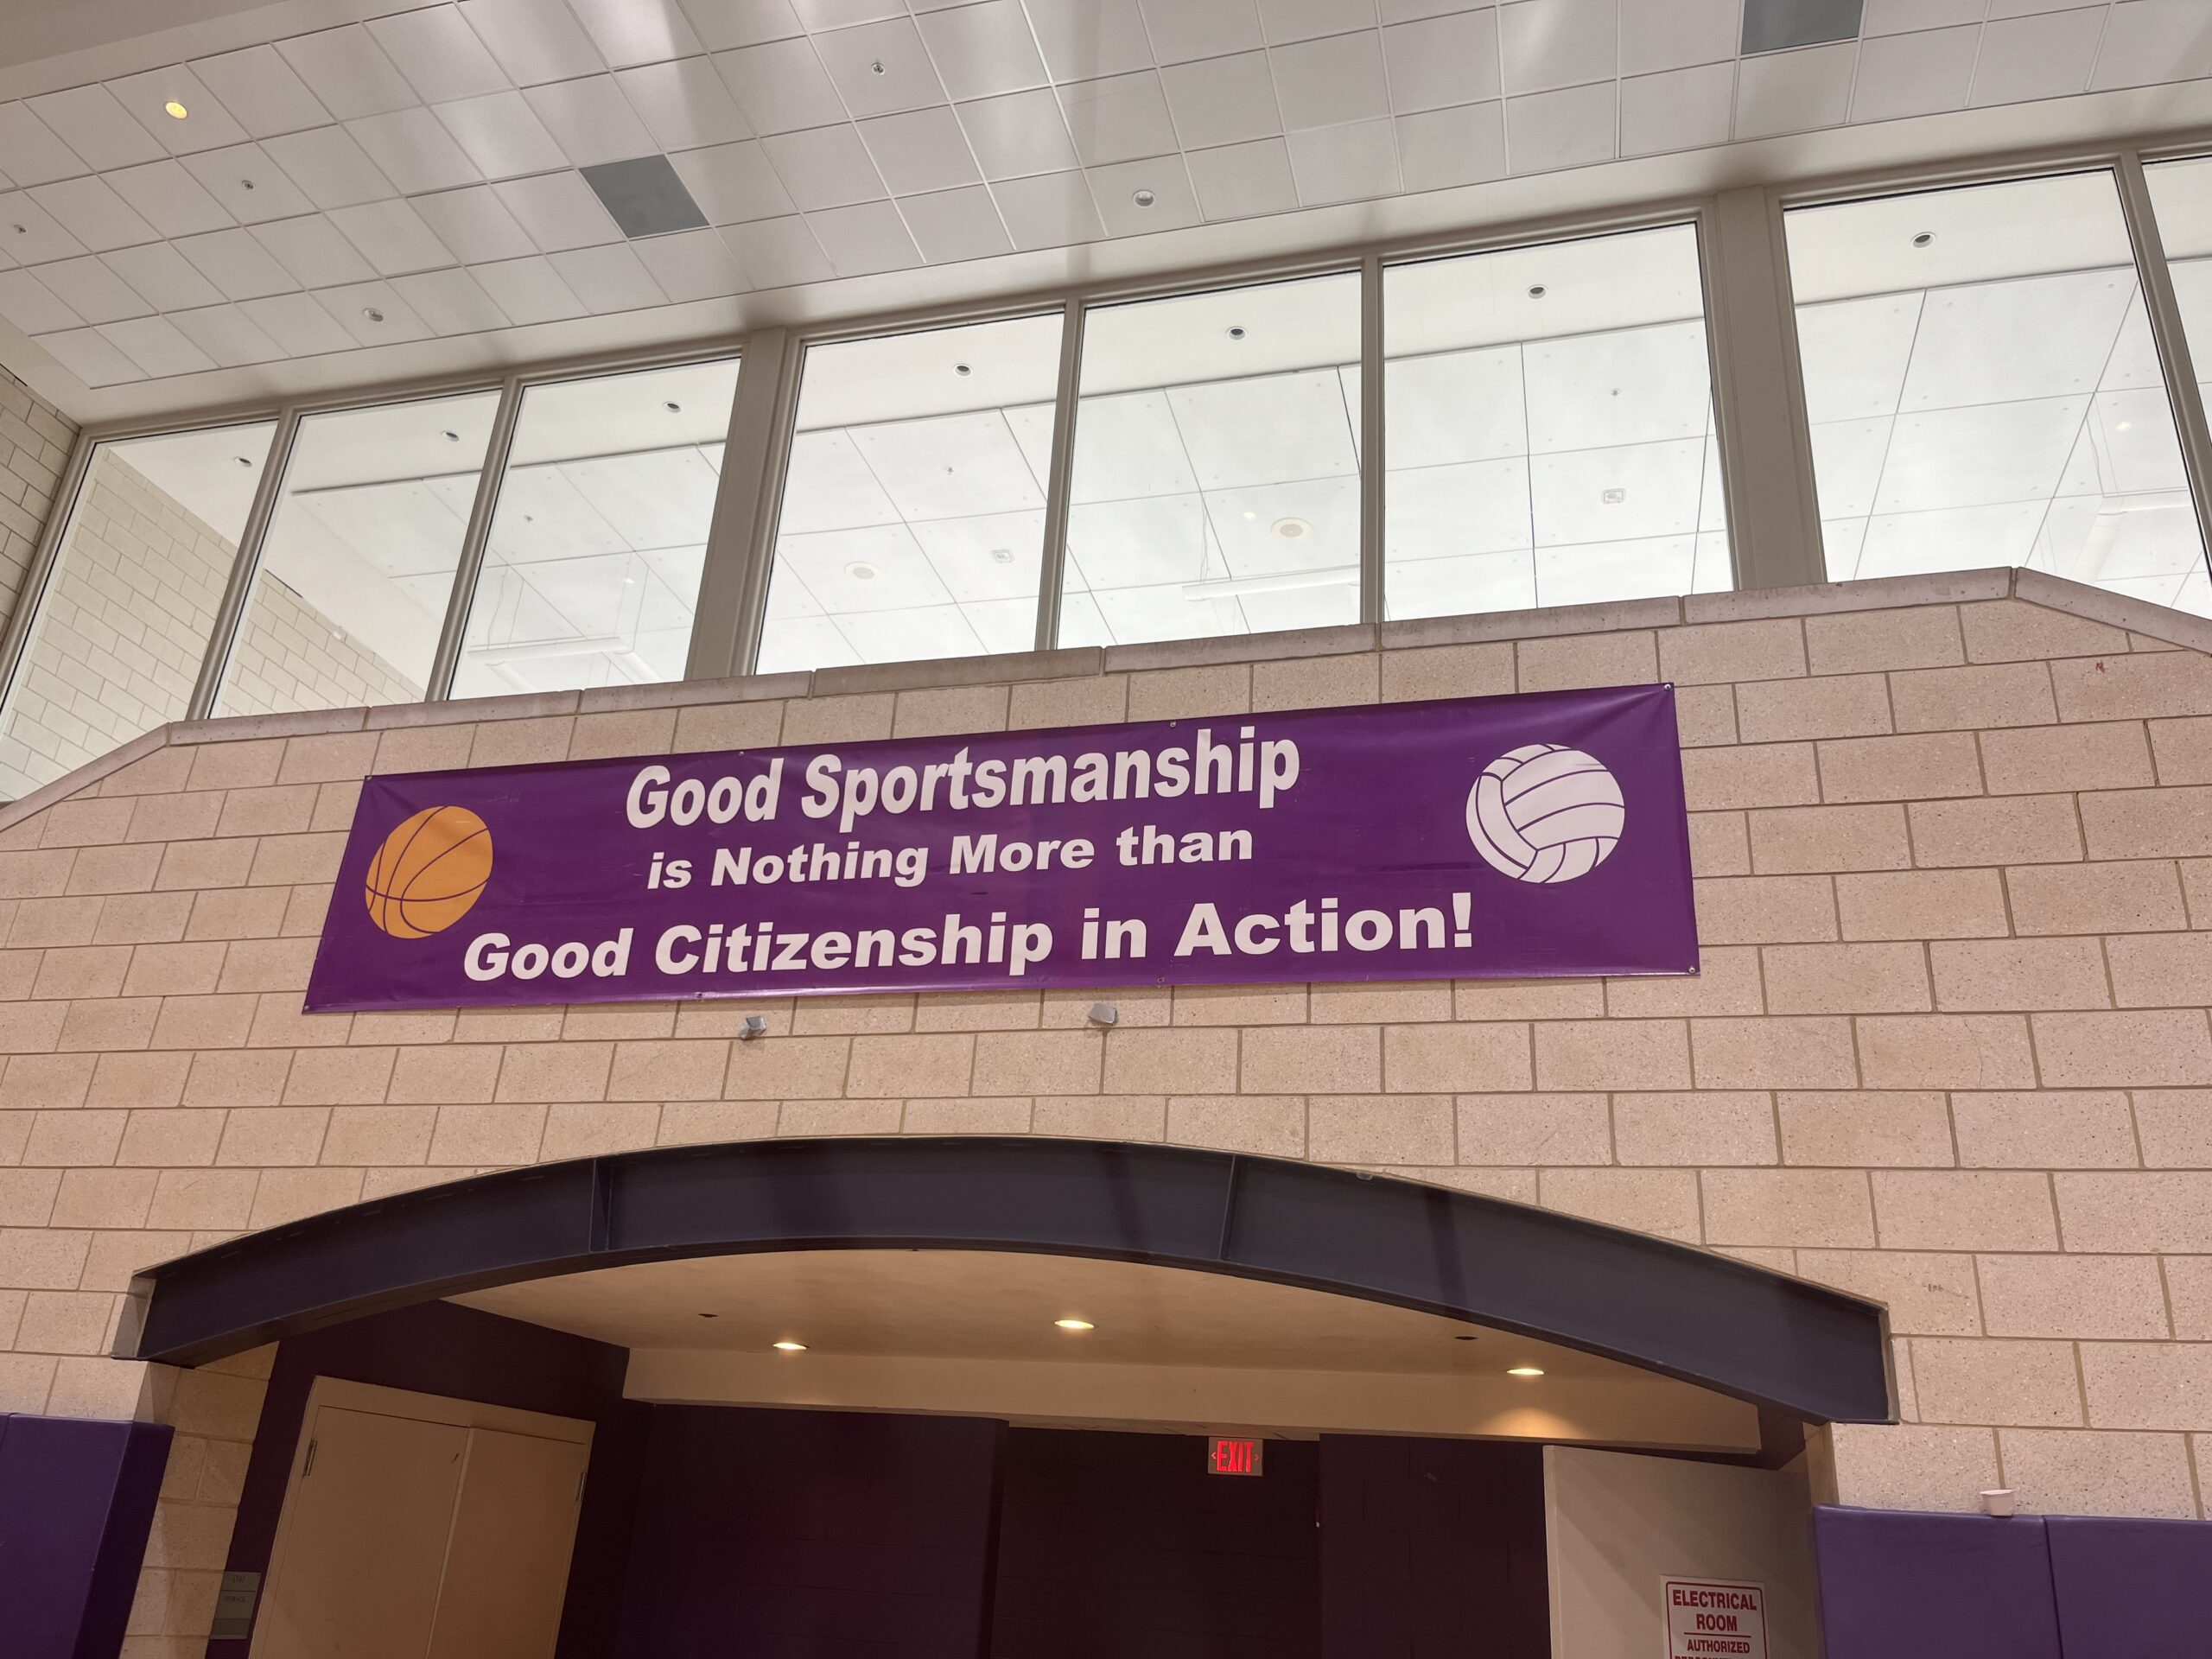 Good Sportsmanship
is Nothing More than
Good Citizenship in Action!
EXIT
ELECTRICAL
ROOM
AUTHORIZED